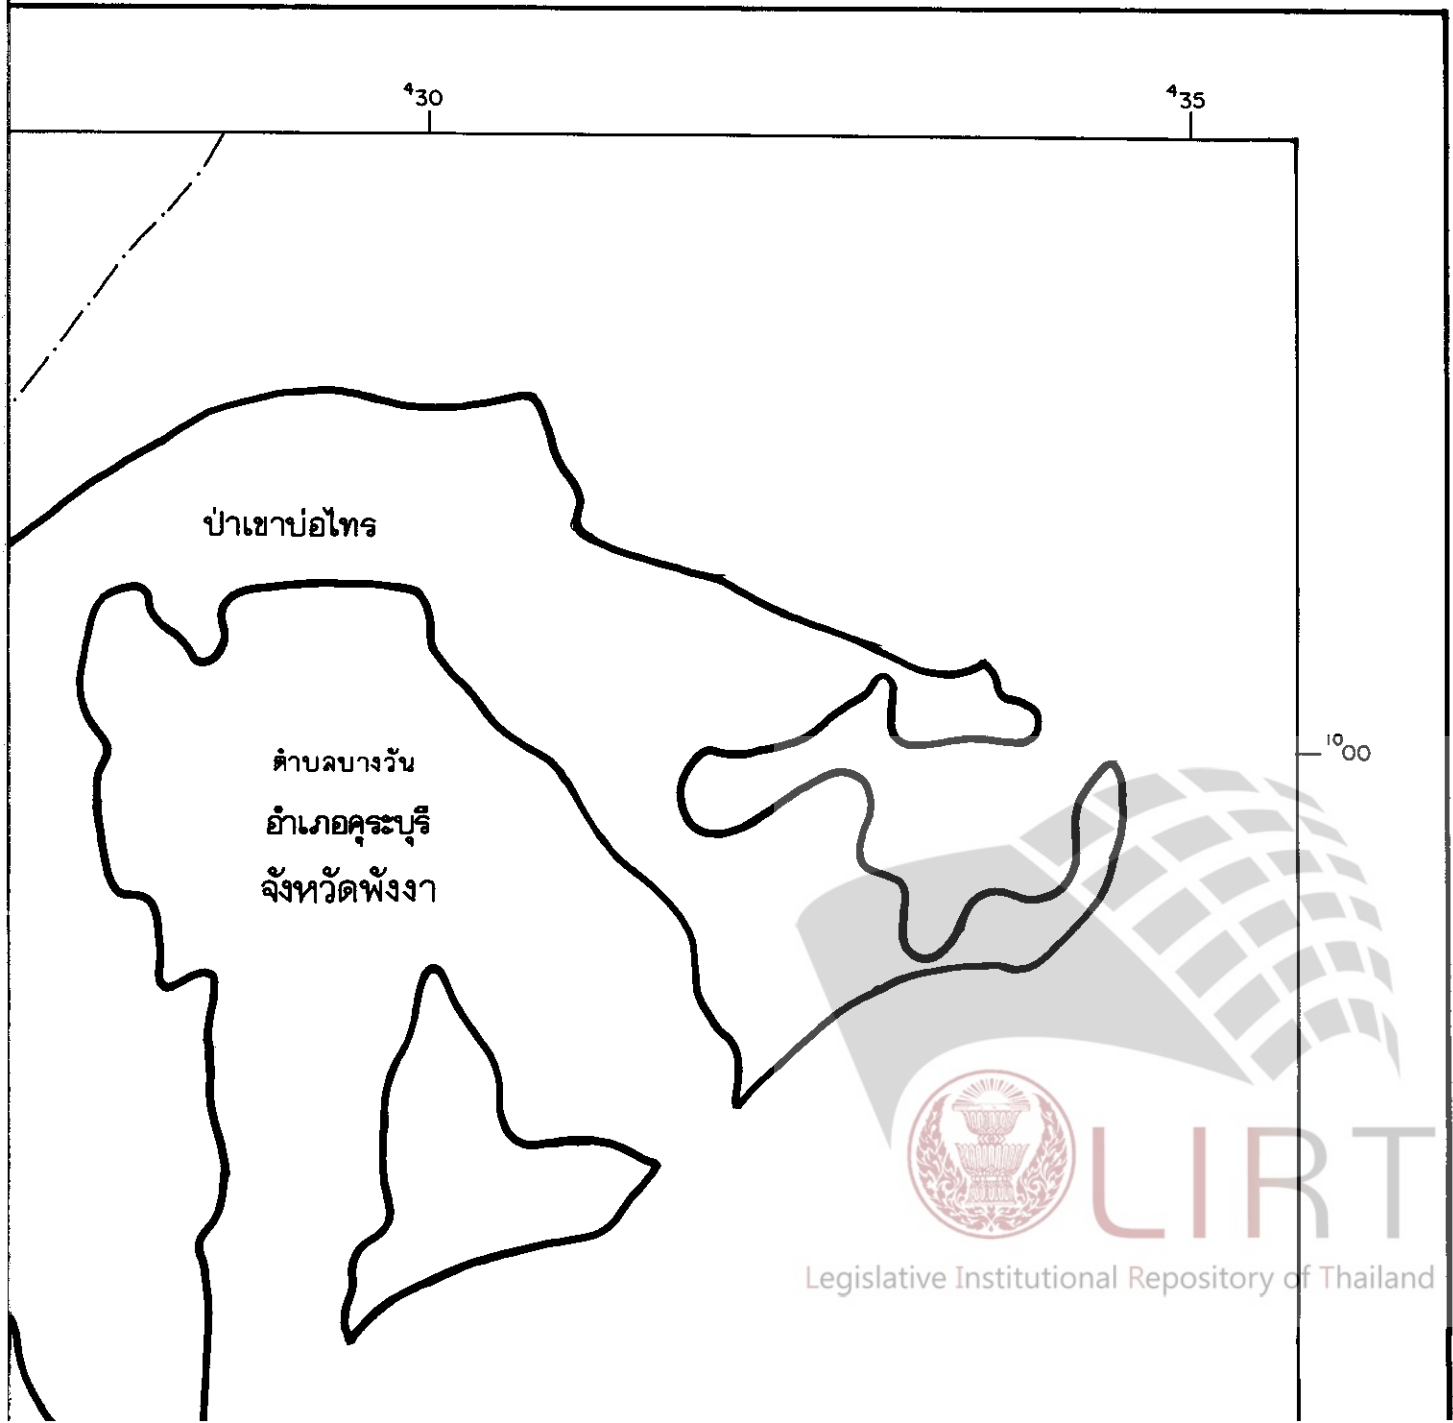 ⁴30
⁴35
ป่าเขาบ่อไทร
¹⁰00
ตำบลบางวัน
อำเภอคุระบุรี
จังหวัดพังงา
LIRT
Legislative Institutional Repository of Thailand